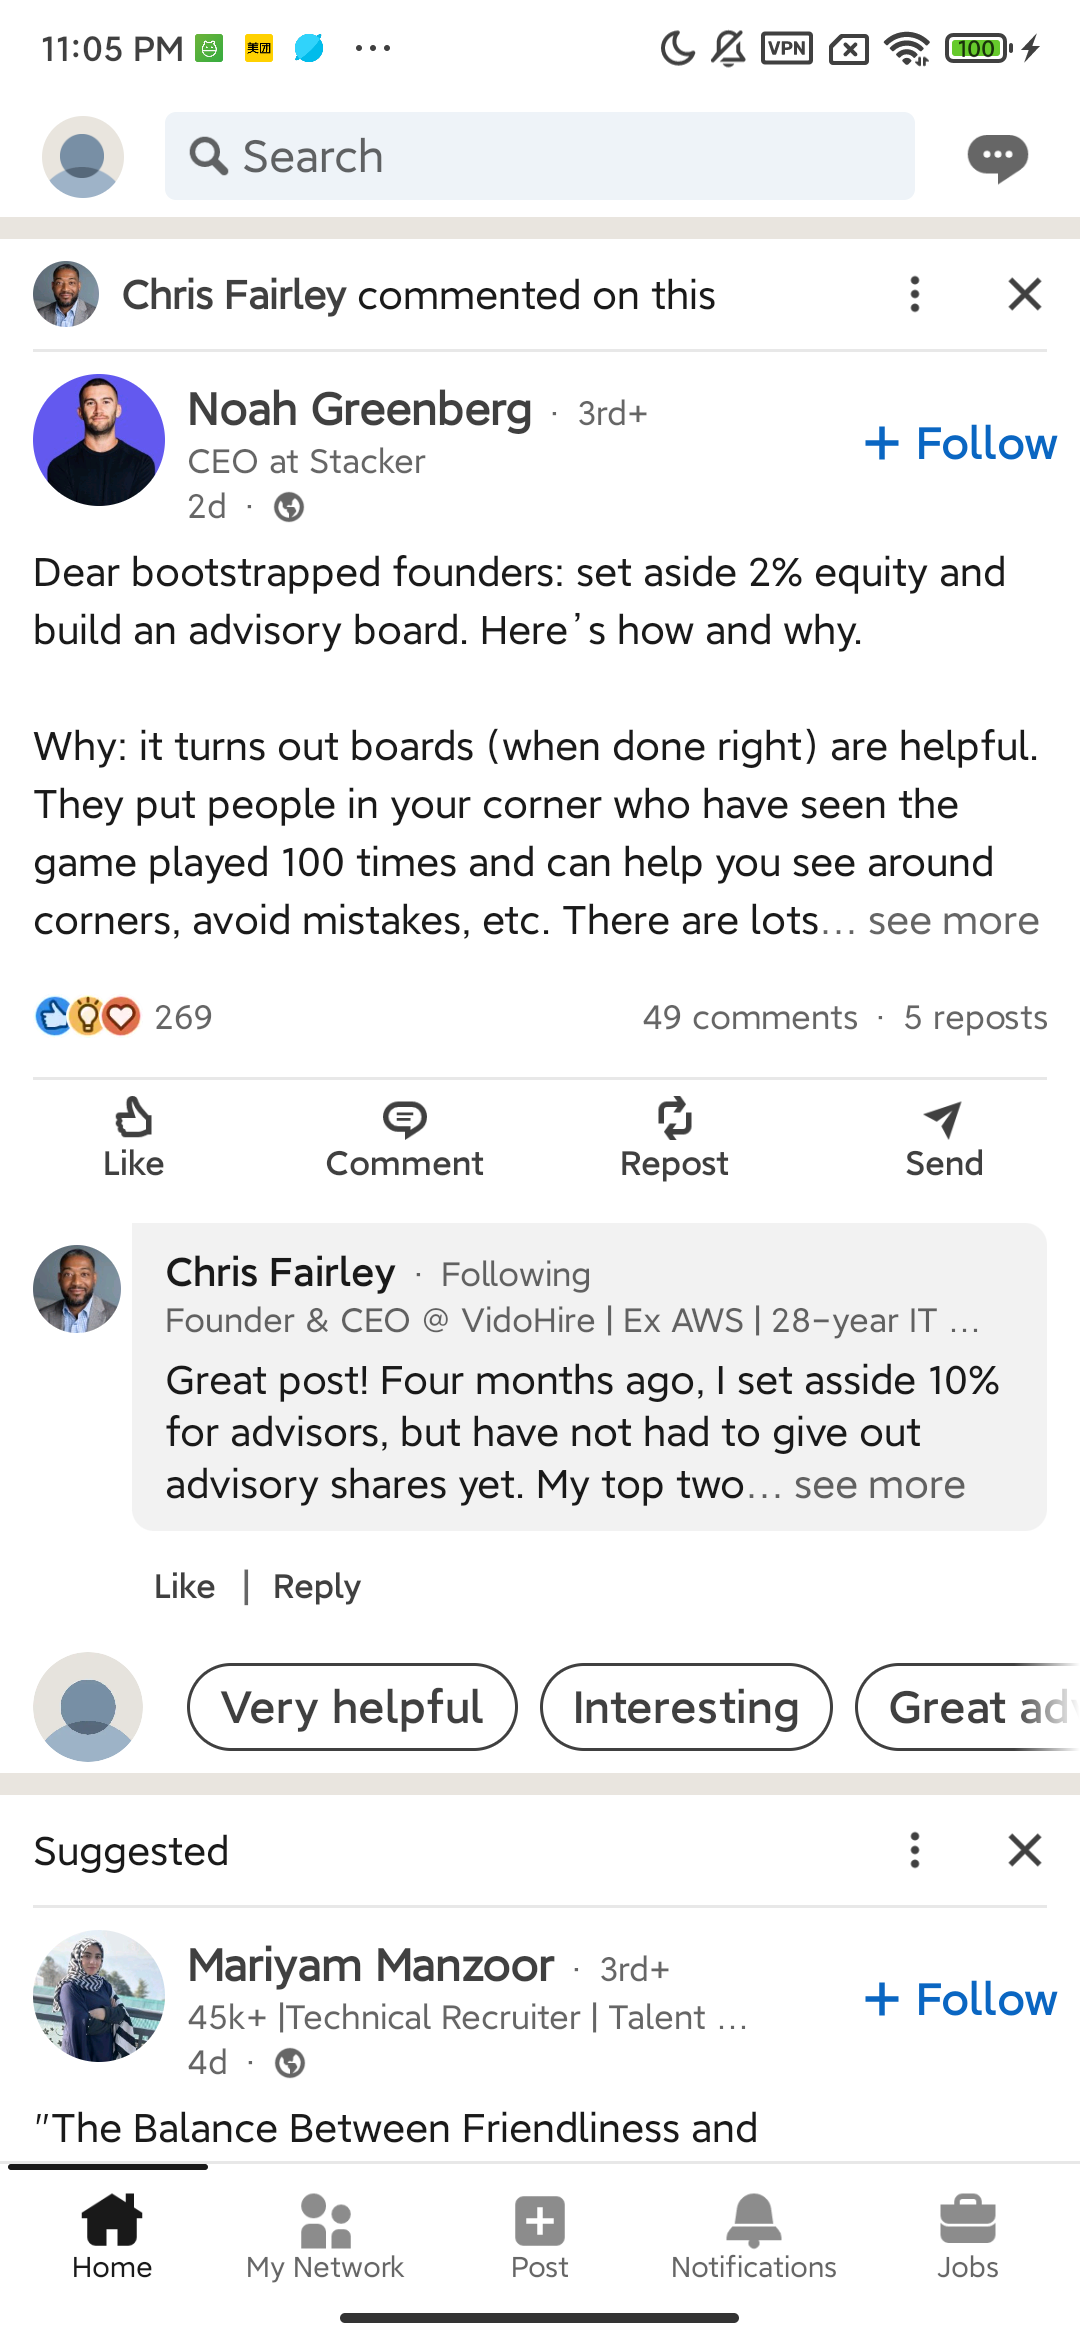 11:05 PM 美团 VPN 100
Search
Chris Fairley commented on this
Noah Greenberg · 3rd+
CEO at Stacker
+ Follow
2d ·
Dear bootstrapped founders: set aside 2% equity and
build an advisory board. Here's how and why.
Why: it turns out boards (when done right) are helpful.
They put people in your corner who have seen the
game played 100 times and can help you see around
corners, avoid mistakes, etc. There are lots... see more
269 49 comments · 5 reposts
Like Comment Repost Send
Chris Fairley · Following
Founder & CEO @ VidoHire | Ex AWS | 28-year IT ...
Great post! Four months ago, I set asside 10%
for advisors, but have not had to give out
advisory shares yet. My top two... see more
Like | Reply
Very helpful Interesting Great
Suggested
Mariyam Manzoor · 3rd+
45k+ |Technical Recruiter | Talent ...
+ Follow
4d ·
"The Balance Between Friendliness and
Home My Network Post Notifications Jobs